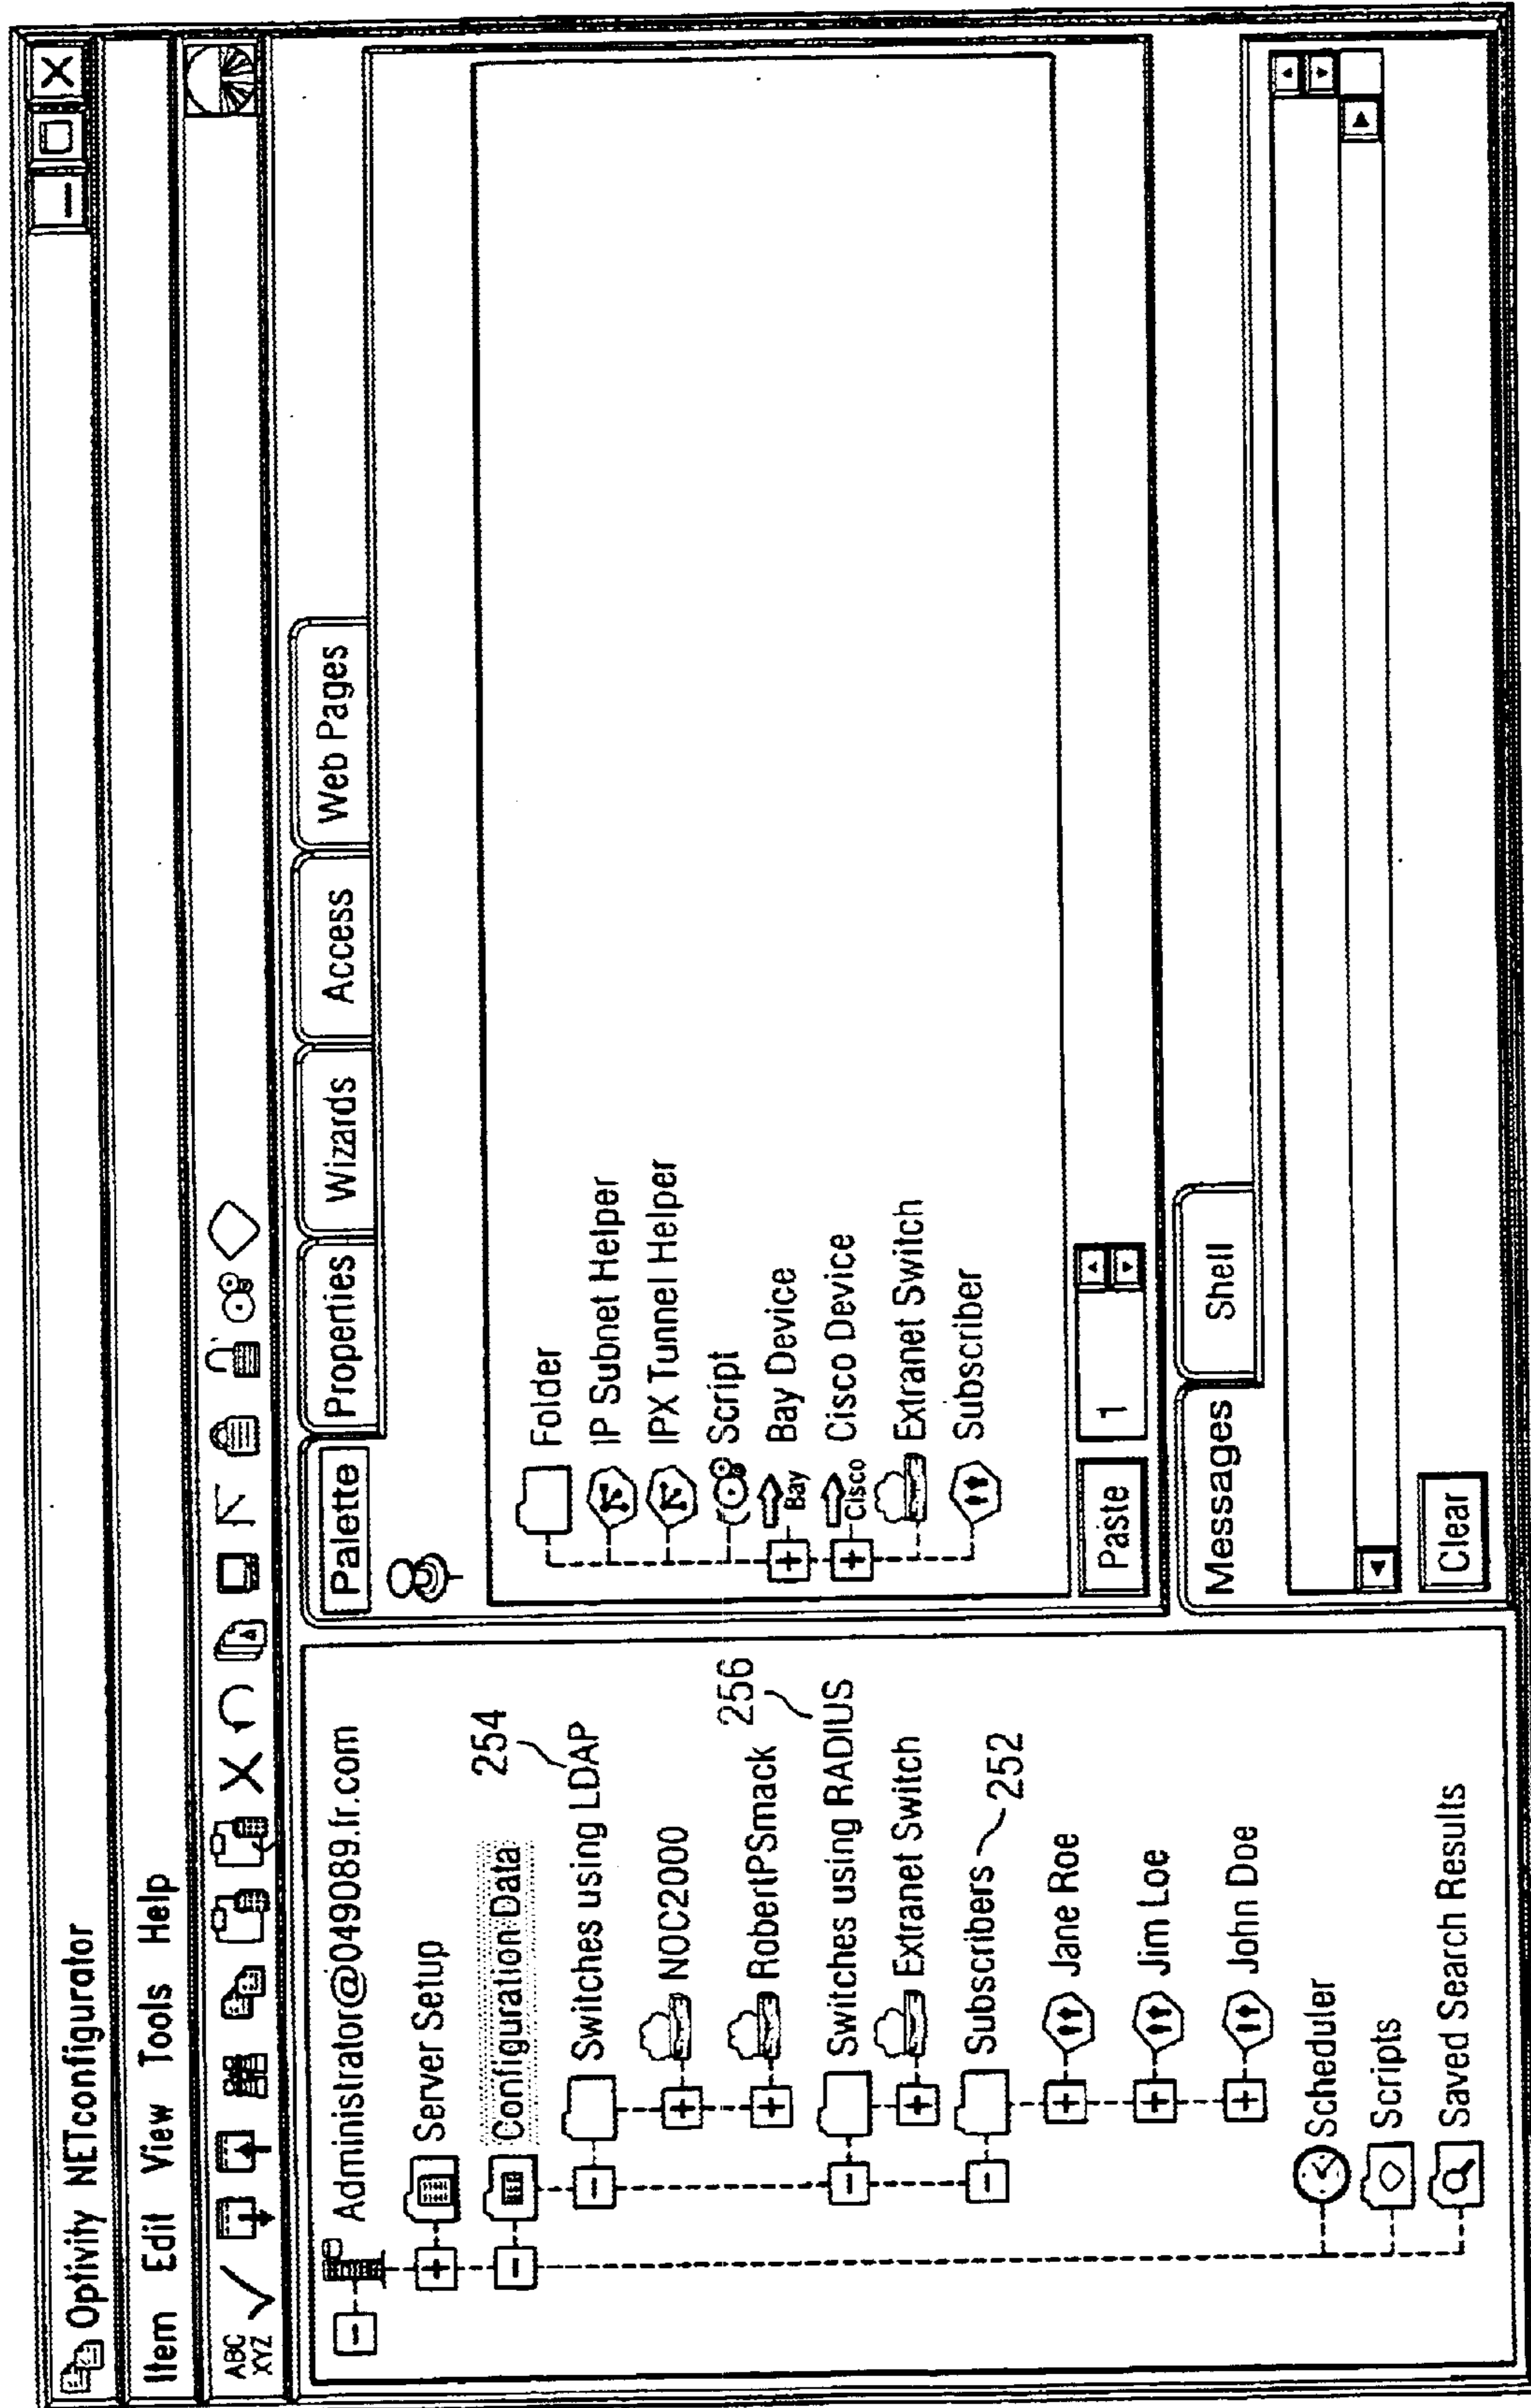 Optivity NETconfigurator
Item Edit View Tools Help
ABC
XYZ
Administrator@049089.fr.com
Server Setup
Configuration Data
254
Switches using LDAP
NOC2000
RobertPSmack
256
Switches using RADIUS
Extranet Switch
Subscribers
252
Jane Roe
Jim Loe
John Doe
Scheduler
Scripts
Saved Search Results
Palette
Properties
Wizards
Access
Web Pages
Folder
IP Subnet Helper
IPX Tunnel Helper
Script
Bay
Bay Device
Cisco
Cisco Device
Extranet Switch
Subscriber
Paste
1
Messages
Shell
Clear